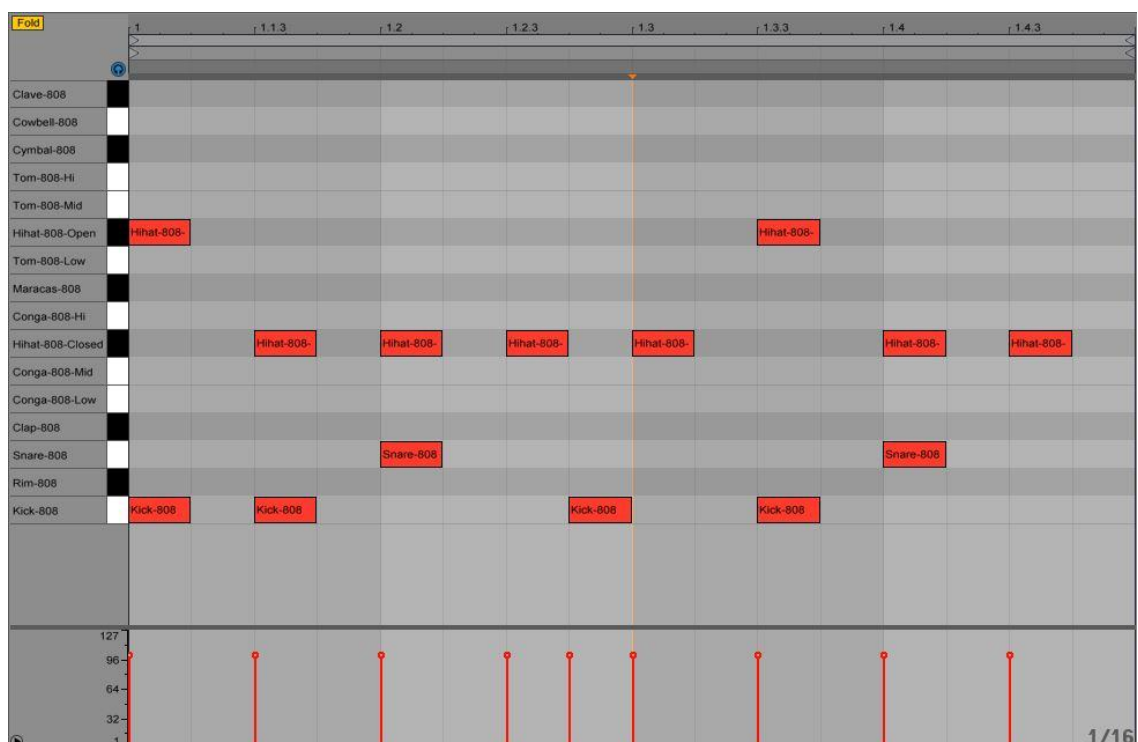 Fold
1 1.1.3 1.2 1.2.3 1.3 1.3.3 1.4 1.4.3
Clave-808
Cowbell-808
Cymbal-808
Tom-808-Hi
Tom-808-Mid
Hihat-808-Open Hihat-808- Hihat-808-
Tom-808-Low
Maracas-808
Conga-808-Hi
Hihat-808-Closed Hihat-808- Hihat-808- Hihat-808- Hihat-808- Hihat-808- Hihat-808-
Conga-808-Mid
Conga-808-Low
Clap-808
Snare-808 Snare-808 Snare-808
Rim-808
Kick-808 Kick-808 Kick-808 Kick-808 Kick-808
127
96
64
32
1 1/16